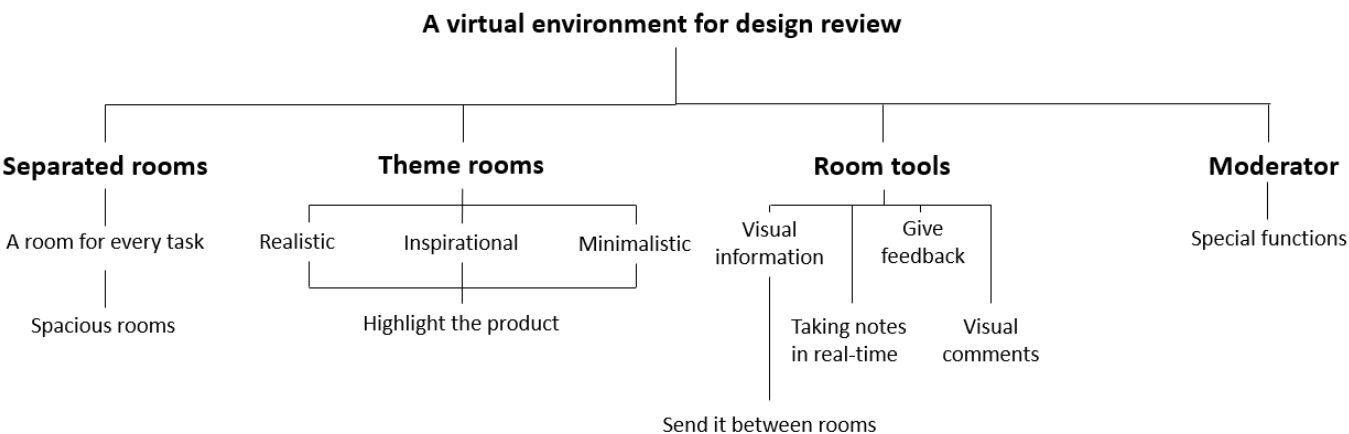 A virtual environment for design review
Separated rooms
Theme rooms
Room tools
Moderator
A room for every task
Realistic
Inspirational
Minimalistic
Visual
information
Give
feedback
Special functions
Spacious rooms
Highlight the product
Taking notes
in real-time
Visual
comments
Send it between rooms